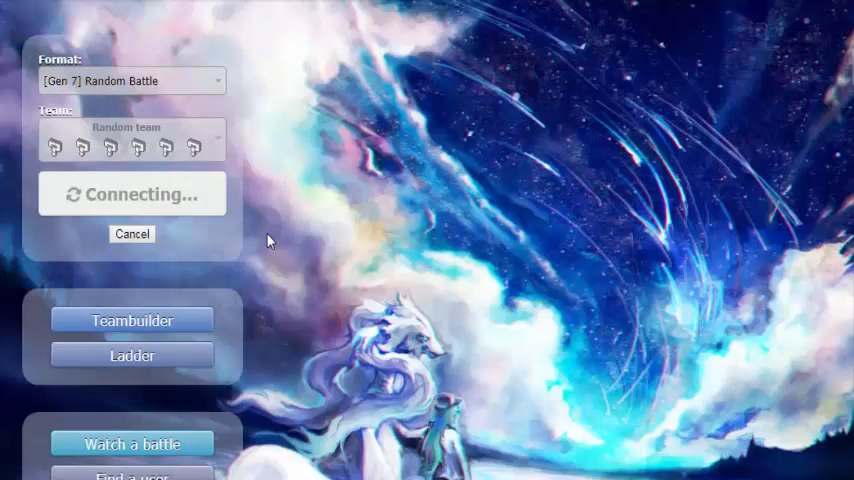 Format:
[Gen 7] Random Battle
Team:
Random team
Connecting...
Cancel
Teambuilder
Ladder
Watch a battle
Find a user